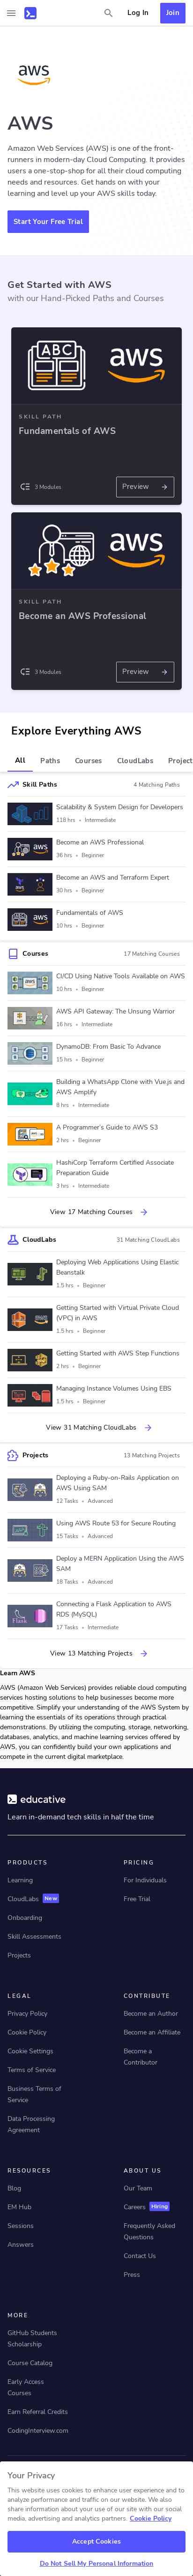 Log In
Join
aws
AWS
Amazon Web Services (AWS) is one of the front-
runners in modern-day Cloud Computing. It provides
users a one-stop-shop for all their cloud computing
needs across all services. Get hands on with your
learning and level up your AWS skills today.
Start Your Free Trial
Get Started with AWS
with our Hand-Picked Paths and Courses
ABC
aws
SKILL PATH
Fundamentals of AWS
3 Modules
Preview
aws
SKILL PATH
Become an AWS Professional
3 Modules
Preview
Explore Everything AWS
All
Paths
Courses
CloudLabs
Project
Skill Paths
4 Matching Paths
Scalability & System Design for Developers
118 hrs • Intermediate
Become an AWS Professional
36 hrs • Beginner
Become an AWS and Terraform Expert
30 hrs • Beginner
Fundamentals of AWS
10 hrs • Beginner
Courses
17 Matching Courses
CI/CD Using Native Tools Available on AWS
10 hrs • Beginner
AWS API Gateway: The Unsung Warrior
16 hrs • Intermediate
DynamoDB: From Basic To Advance
15 hrs • Beginner
Building a WhatsApp Clone with Vue.js and
AWS Amplify
8 hrs • Intermediate
A Programmer's Guide to AWS S3
2 hrs • Beginner
HashiCorp Terraform Certified Associate
Preparation Guide
3 hrs • Intermediate
View 17 Matching Courses
CloudLabs
31 Matching CloudLabs
Deploying Web Applications Using Elastic
Beanstalk
1.5 hrs • Beginner
Getting Started with Virtual Private Cloud
(VPC) in AWS
1.5 hrs • Beginner
Getting Started with AWS Step Functions
2 hrs • Beginner
Managing Instance Volumes Using EBS
1.5 hrs • Beginner
View 31 Matching CloudLabs
Projects
13 Matching Projects
Deploying a Ruby-on-Rails Application on
AWS Using SAM
12 Tasks • Advanced
Using AWS Route 53 for Secure Routing
15 Tasks • Advanced
Deploy a MERN Application Using the AWS
SAM
18 Tasks • Advanced
Connecting a Flask Application to AWS
RDS (MySQL)
17 Tasks • Intermediate
View 13 Matching Projects
Learn AWS
AWS (Amazon Web Services) provides reliable cloud computing
services hosting solutions to help businesses become more
competitive. Simplify your understanding of the AWS System by
learning the essentials of its operations through practical
demonstrations. By utilizing the computing, storage, networking,
databases, analytics, and machine learning services offered by
AWS, you can confidently build your own applications and
compete in the current digital marketplace.
educative
Learn in-demand tech skills in half the time
PRODUCTS
Learning
CloudLabs New
Onboarding
Skill Assessments
Projects
PRICING
For Individuals
Free Trial
LEGAL
Privacy Policy
Cookie Policy
Cookie Settings
Terms of Service
Business Terms of
Service
Data Processing
Agreement
CONTRIBUTE
Become an Author
Become an Affiliate
Become a
Contributor
RESOURCES
Blog
EM Hub
Sessions
Answers
ABOUT US
Our Team
Careers Hiring
Frequently Asked
Questions
Contact Us
Press
MORE
GitHub Students
Scholarship
Course Catalog
Early Access
Courses
Earn Referral Credits
CodingInterview.com
Your Privacy
This website uses cookies to enhance user experience and to
analyze performance and traffic on our website. We also
share information about your use of our site with our social
media, advertising and analytics partners. Cookie Policy
Accept Cookies
Do Not Sell My Personal Information